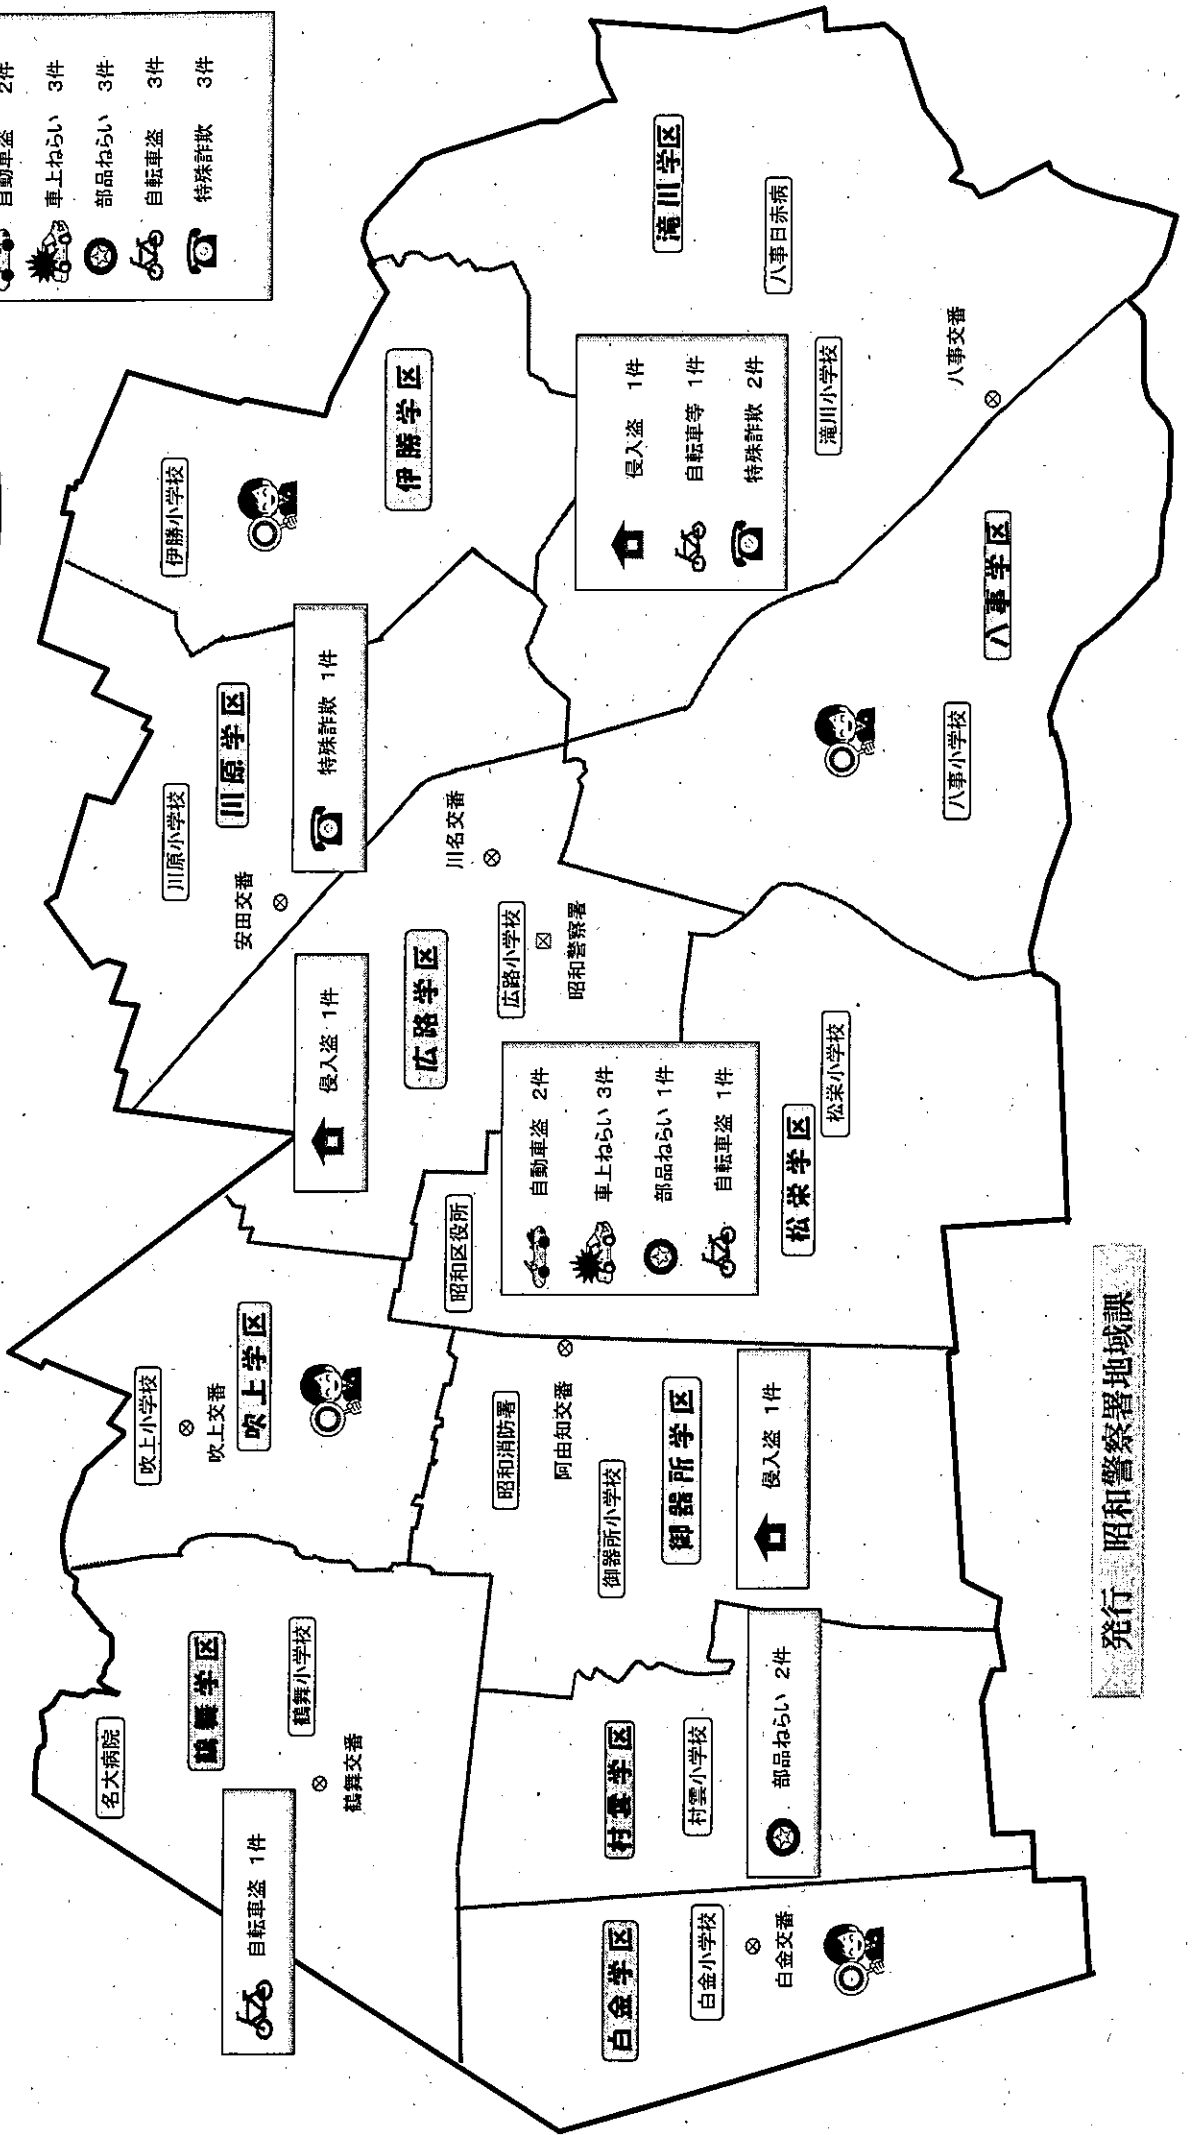 自動車盗 2件
車上ねらい 3件
部品ねらい 3件
自転車盗 3件
特殊詐欺 3件
伊勝小学校
伊勝学区
滝川学区
八事日赤病
滝川小学校
八事交番
侵入盗 1件
自転車等 1件
特殊詐欺 2件
川原小学校
川原学区
安田交番
特殊詐欺 1件
八事学区
八事小学校
川名交番
広路小学校
昭和警察署
広路学区
侵入盗 1件
昭和区役所
自動車盗 2件
車上ねらい 3件
部品ねらい 1件
自転車盗 1件
松栄学区
松栄小学校
吹上小学校
吹上交番
吹上学区
昭和消防署
阿由知交番
御器所小学校
御器所学区
侵入盗 1件
名大病院
鶴舞学区
鶴舞小学校
鶴舞交番
自転車盗 1件
村雲学区
村雲小学校
部品ねらい 2件
白金学区
白金小学校
白金交番
発行 昭和警察署地域課